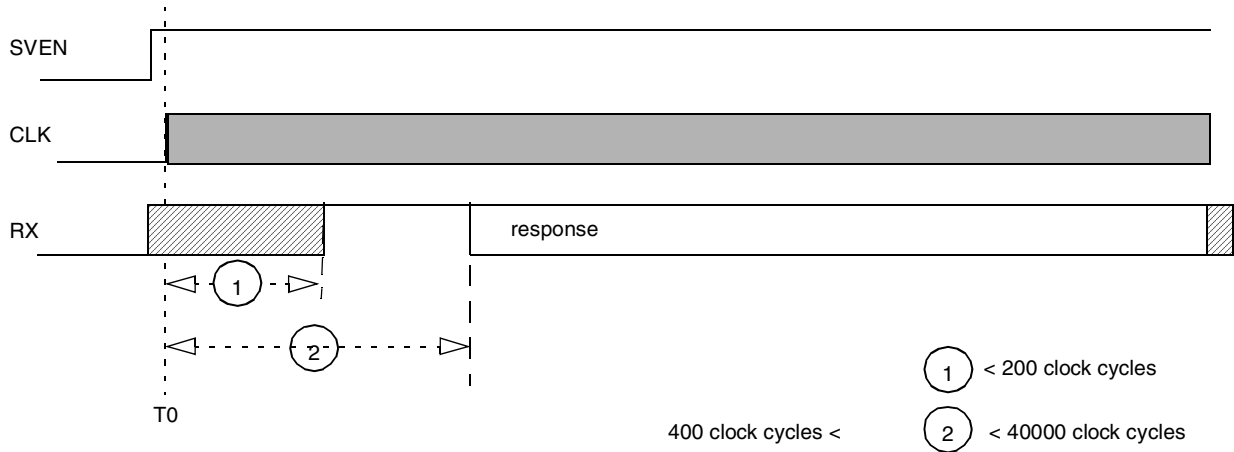 SVEN
CLK
RX
response
1
2
T0
1 < 200 clock cycles
400 clock cycles < 2 < 40000 clock cycles